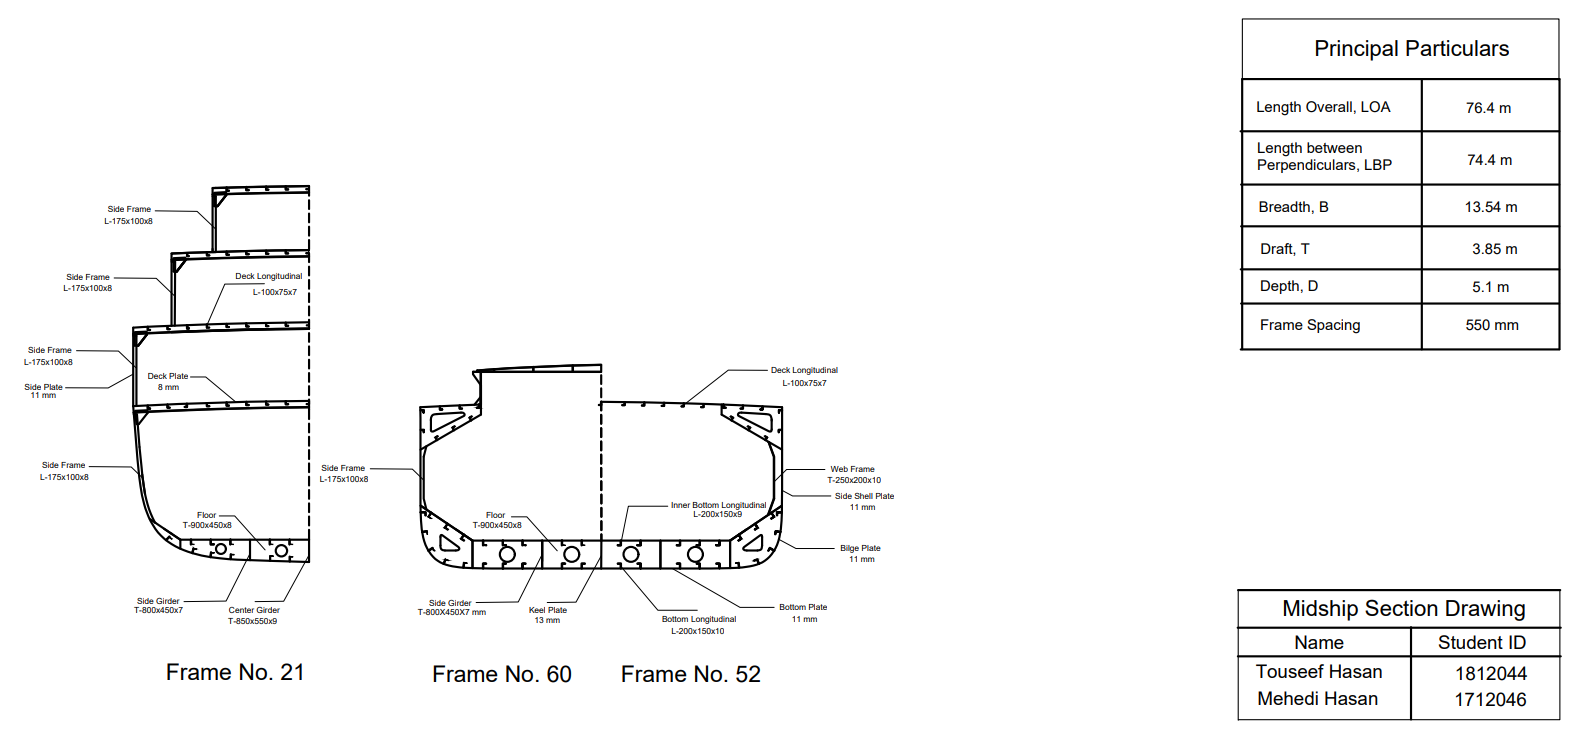 Principal Particulars
Length Overall, LOA
76.4 m
Length between
Perpendiculars, LBP
74.4 m
Breadth, B
13.54 m
Draft, T
3.85 m
Depth, D
5.1 m
Frame Spacing
550 mm
Side Frame
L-175x100x8
Side Frame
L-175x100x8
Deck Longitudinal
L-100x75x7
Side Frame
L-175x100x8
Side Plate
11 mm
Deck Plate
8 mm
Side Frame
L-175x100x8
Floor
T-900x450x8
Side Girder
T-800x450x7
Center Girder
T-850x550x9
Frame No. 21
Side Frame
L-175x100x8
Floor
T-900x450x8
Side Girder
T-800X450X7 mm
Keel Plate
13 mm
Frame No. 60
Deck Longitudinal
L-100x75x7
Web Frame
T-250x200x10
Side Shell Plate
11 mm
Inner Bottom Longitudinal
L-200x150x9
Bilge Plate
11 mm
Bottom Plate
11 mm
Bottom Longitudinal
L-200x150x10
Frame No. 52
Midship Section Drawing
Name
Student ID
Touseef Hasan
1812044
Mehedi Hasan
1712046